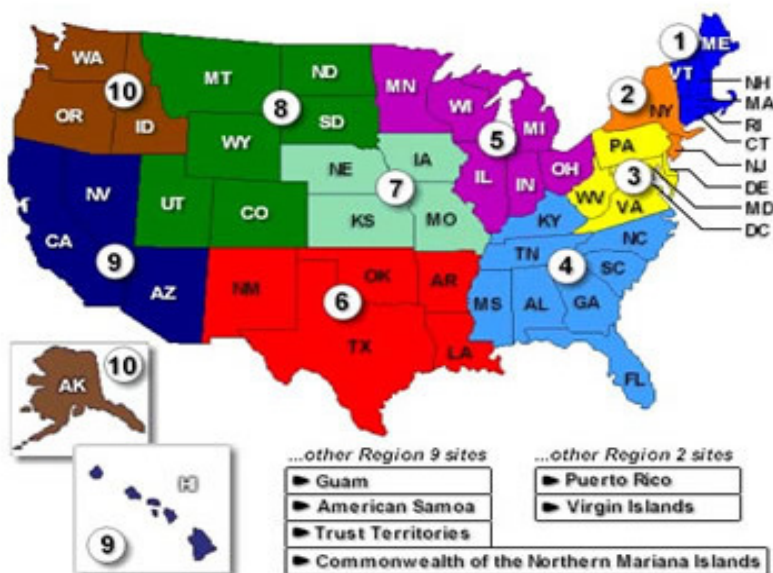 1
ME
WA
VT
NH
MT
ND
MN
10
2
MA
OR
8
WI
NY
RI
ID
SD
5
MI
CT
WY
PA
NJ
IA
3
NE
OH
DE
NV
7
IL
IN
WV
MD
UT
CO
VA
KS
MO
KY
DC
CA
NC
TN
9
4
SC
OK
AR
AZ
NM
6
MS
AL
GA
TX
LA
10
AK
FL
...other Region 9 sites
...other Region 2 sites
H
Guam
Puerto Rico
American Samoa
Virgin Islands
Trust Territories
9
Commonwealth of the Northern Mariana Islands